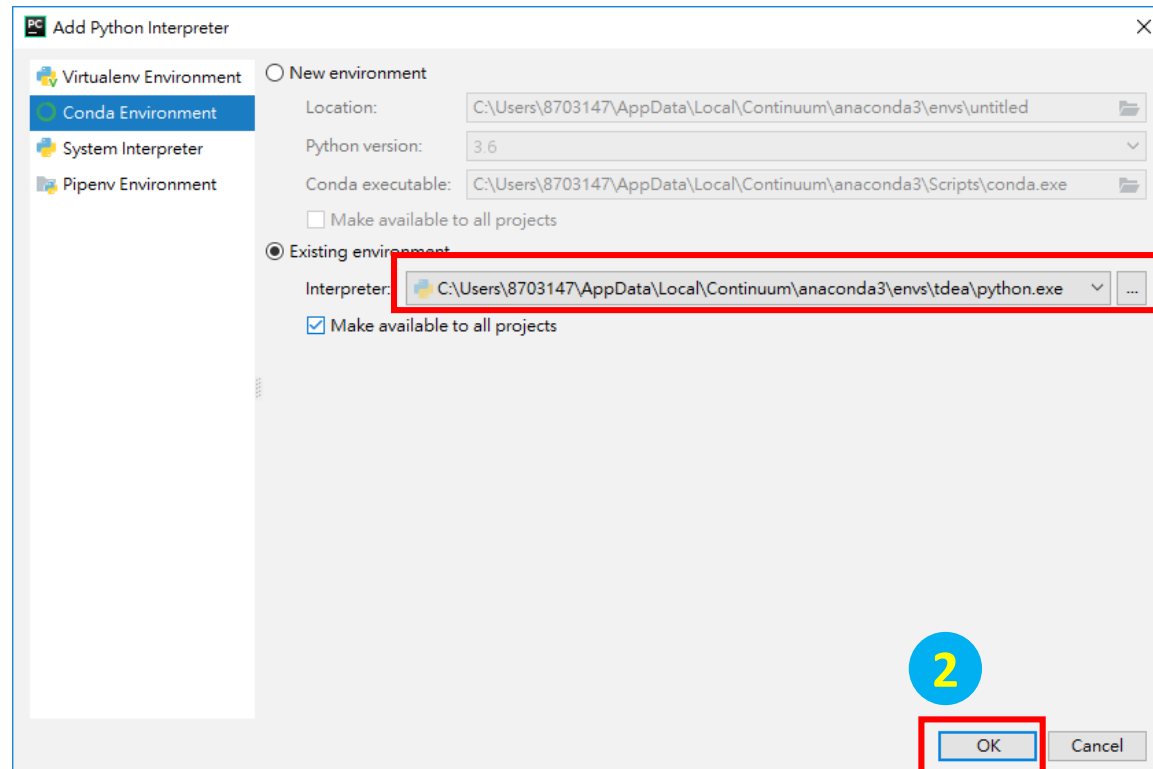 PC Add Python Interpreter
Virtualenv Environment
Conda Environment
System Interpreter
Pipenv Environment
New environment
Location: C:\Users\8703147\AppData\Local\Continuum\anaconda3\envs\untitled
Python version: 3.6
Conda executable: C:\Users\8703147\AppData\Local\Continuum\anaconda3\Scripts\conda.exe
Make available to all projects
Existing environment
Interpreter: C:\Users\8703147\AppData\Local\Continuum\anaconda3\envs\tdea\python.exe ...
Make available to all projects
2
OK Cancel